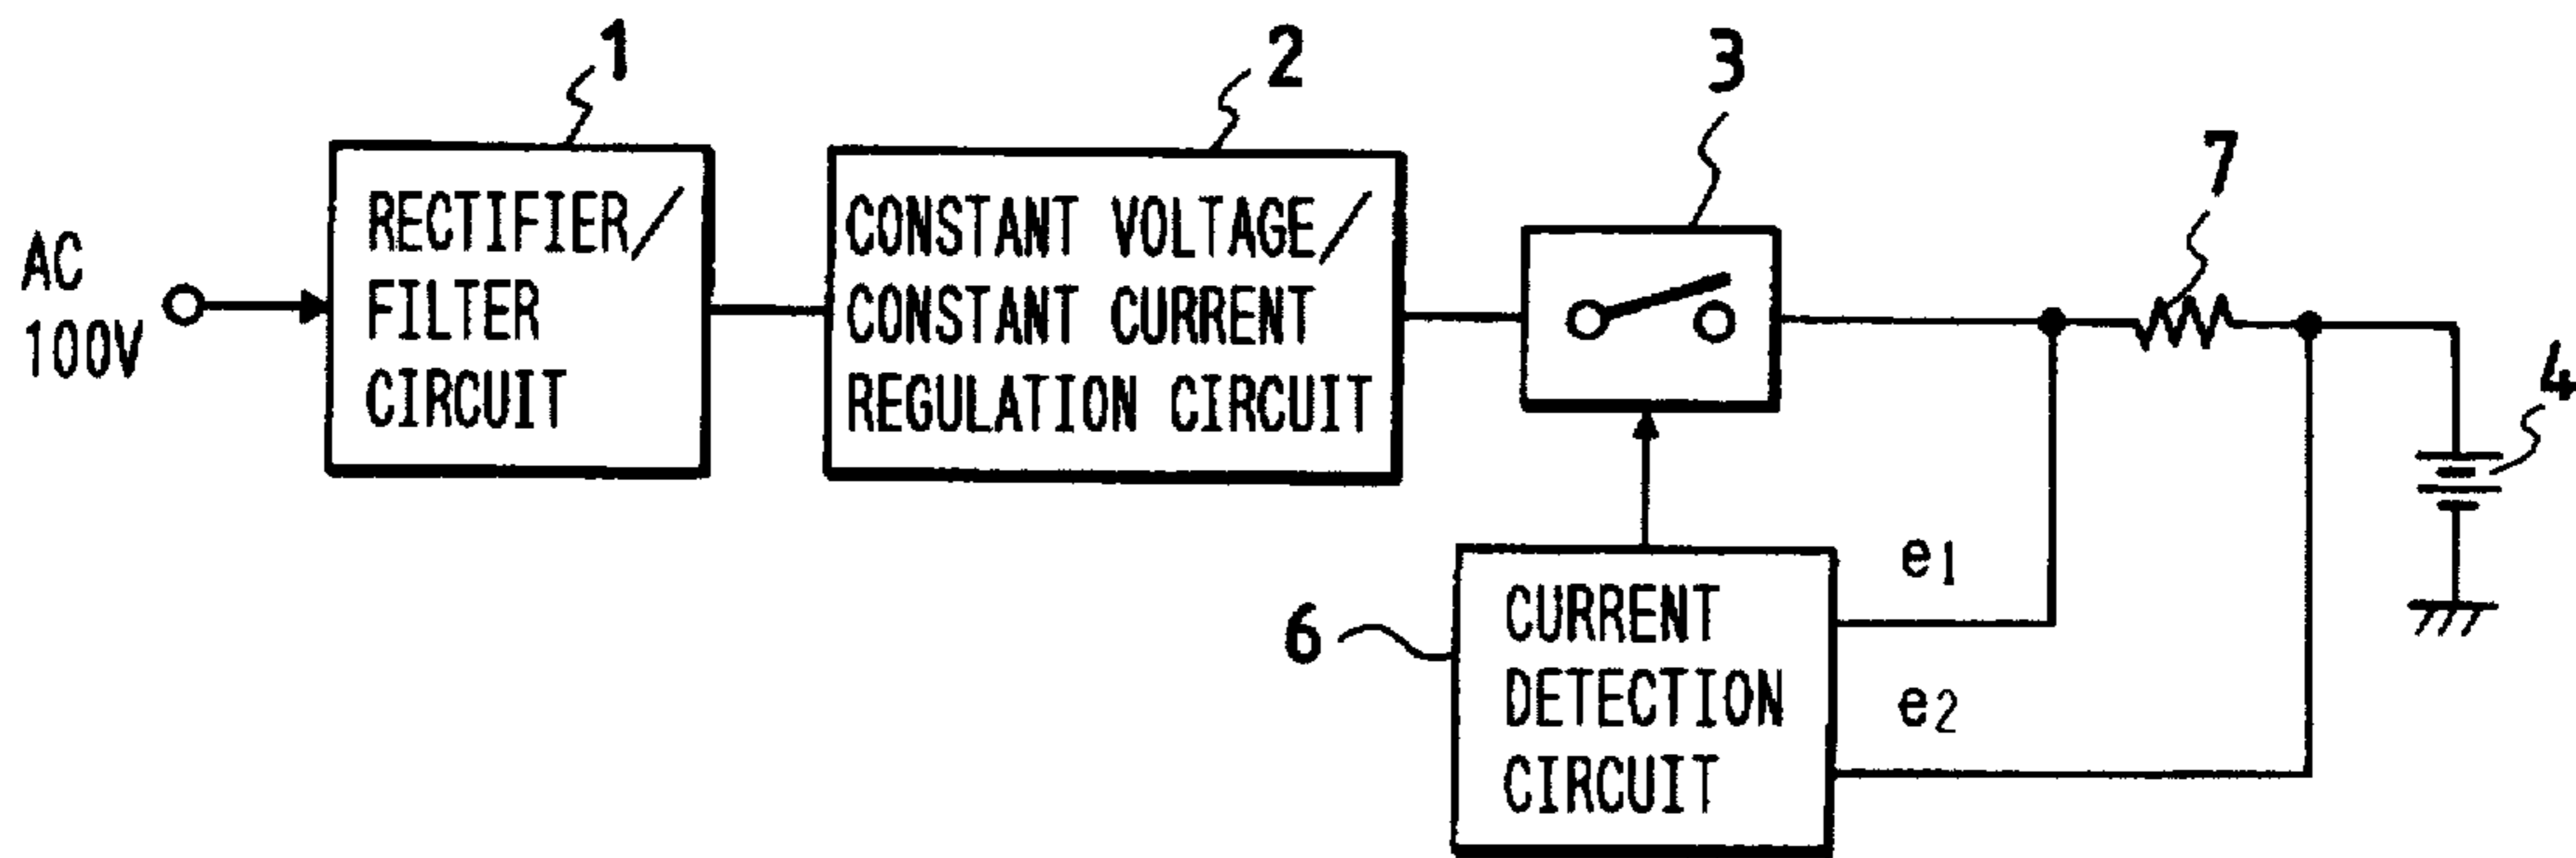 1
2
3
7
4
6
AC
100V
RECTIFIER/
FILTER
CIRCUIT
CONSTANT VOLTAGE/
CONSTANT CURRENT
REGULATION CIRCUIT
CURRENT
DETECTION
CIRCUIT
e1
e2